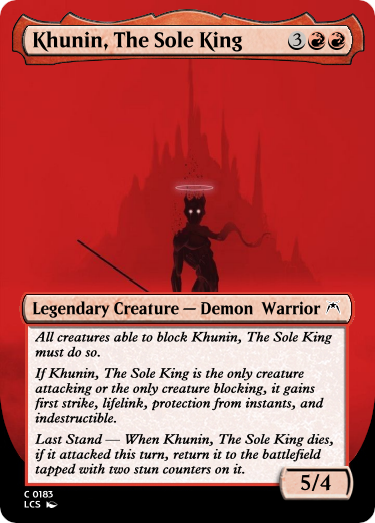 Khunin, The Sole King 3
Legendary Creature — Demon Warrior
All creatures able to block Khunin, The Sole King
must do so.
If Khunin, The Sole King is the only creature
attacking or the only creature blocking, it gains
first strike, lifelink, protection from instants, and
indestructible.
Last Stand — When Khunin, The Sole King dies,
if it attacked this turn, return it to the battlefield
tapped with two stun counters on it.
5/4
C 0183
LCS